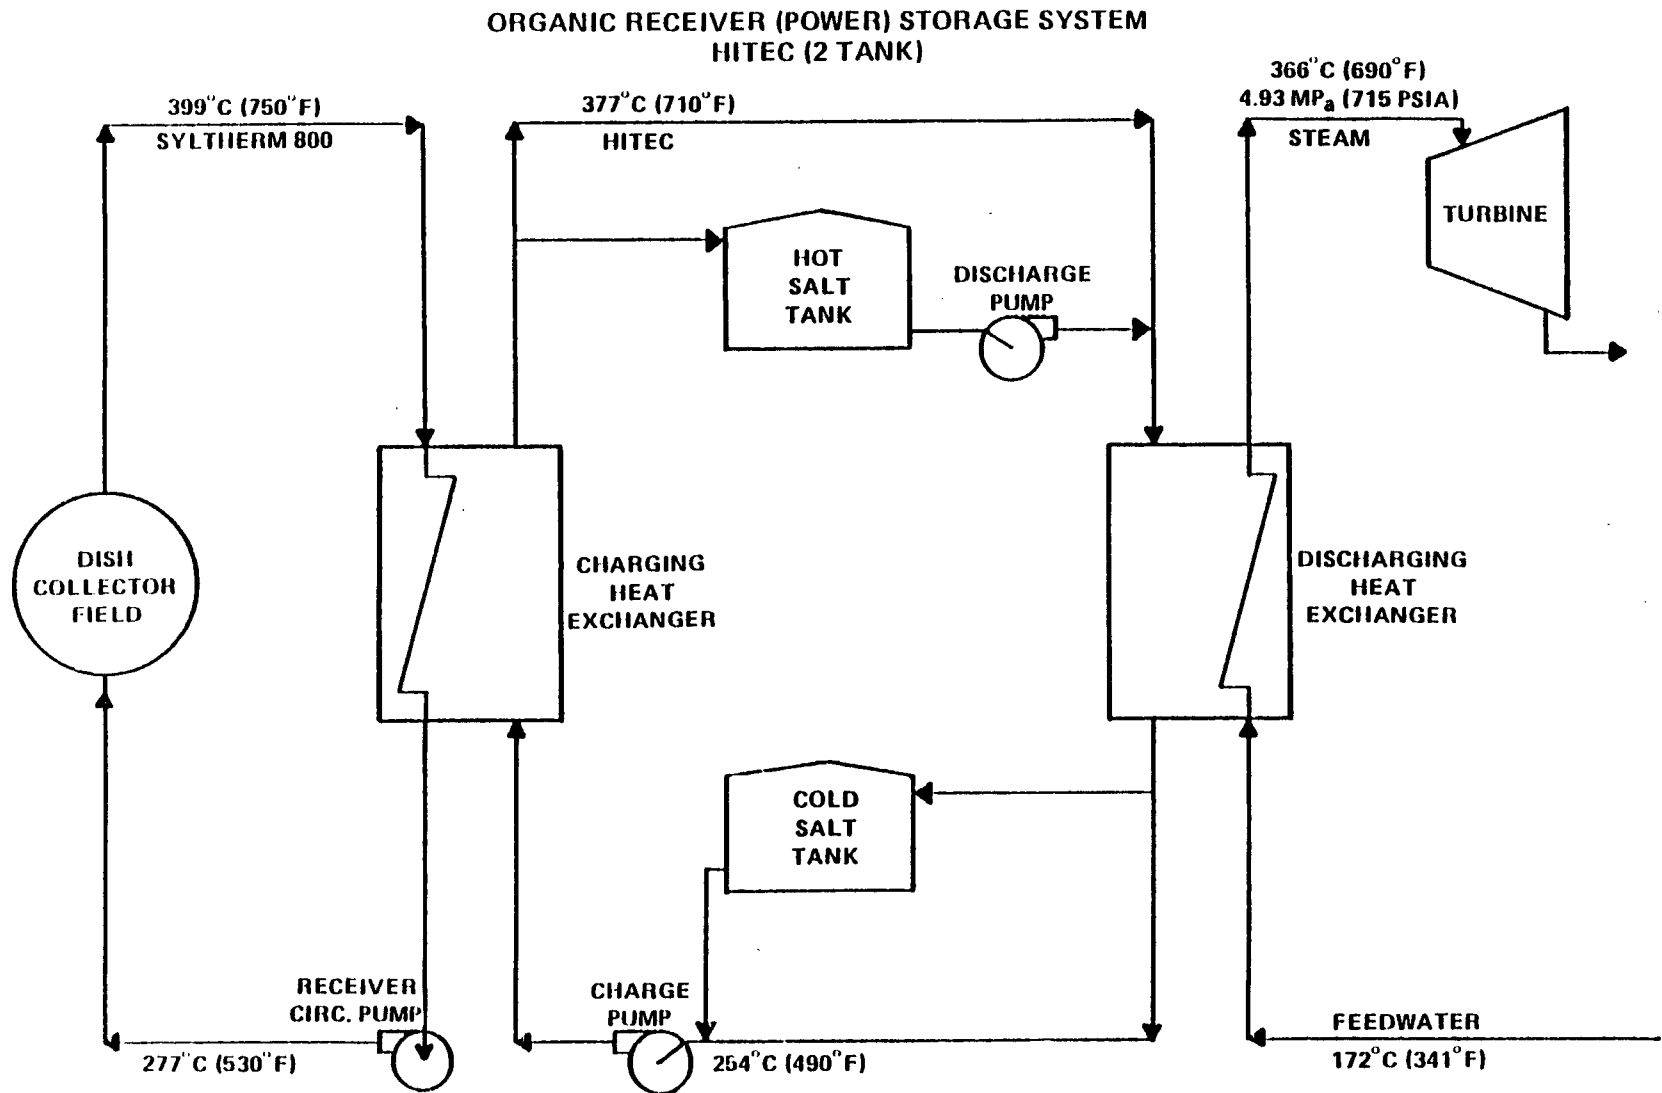 ORGANIC RECEIVER (POWER) STORAGE SYSTEM
HITEC (2 TANK)
399°C (750°F)
SYLTHERM 800
377°C (710°F)
HITEC
366°C (690°F)
4.93 MPa (715 PSIA)
STEAM
TURBINE
HOT
SALT
TANK
DISCHARGE
PUMP
DISH
COLLECTOR
FIELD
CHARGING
HEAT
EXCHANGER
DISCHARGING
HEAT
EXCHANGER
COLD
SALT
TANK
RECEIVER
CIRC. PUMP
277°C (530°F)
CHARGE
PUMP
254°C (490°F)
FEEDWATER
172°C (341°F)